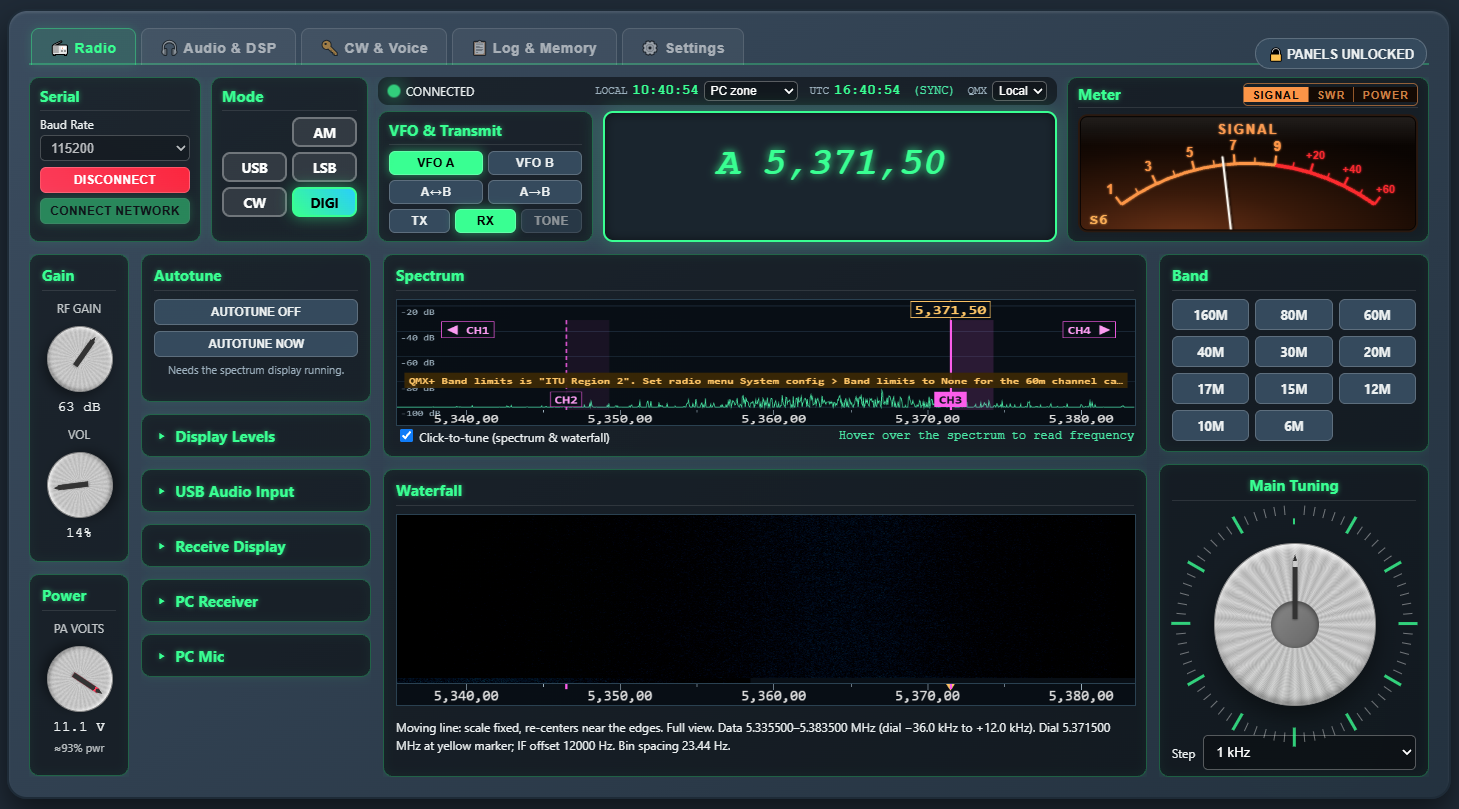 Radio
Audio & DSP
CW & Voice
Log & Memory
Settings
PANELS UNLOCKED
Serial
Baud Rate
115200
DISCONNECT
CONNECT NETWORK
Mode
AM
USB LSB
CW DIGI
CONNECTED
LOCAL 10:40:54 PC zone UTC 16:40:54 (SYNC) QMX Local
VFO & Transmit
VFO A VFO B
A↔B A→B
TX RX TONE
A 5,371,50
Meter
SIGNAL SWR POWER
SIGNAL
1 3 5 7 9 +20 +40 +60
S6
Gain
RF GAIN
63 dB
VOL
14%
Power
PA VOLTS
11.1 V
≈93% pwr
Autotune
AUTOTUNE OFF
AUTOTUNE NOW
Needs the spectrum display running.
Display Levels
USB Audio Input
Receive Display
PC Receiver
PC Mic
Spectrum
5,371,50
-20 dB
◀ CH1 CH4 ▶
-40 dB
-60 dB
QMX+ Band limits is "ITU Region 2". Set radio menu System config > Band limits to None for the 60m channel ca…
CH2 CH3
-100 dB
5,340,00 5,350,00 5,360,00 5,370,00 5,380,00
Click-to-tune (spectrum & waterfall)
Hover over the spectrum to read frequency
Waterfall
5,340,00 5,350,00 5,360,00 5,370,00 5,380,00
Moving line: scale fixed, re-centers near the edges. Full view. Data 5.335500–5.383500 MHz (dial −36.0 kHz to +12.0 kHz). Dial 5.371500
MHz at yellow marker; IF offset 12000 Hz. Bin spacing 23.44 Hz.
Band
160M 80M 60M
40M 30M 20M
17M 15M 12M
10M 6M
Main Tuning
Step 1 kHz